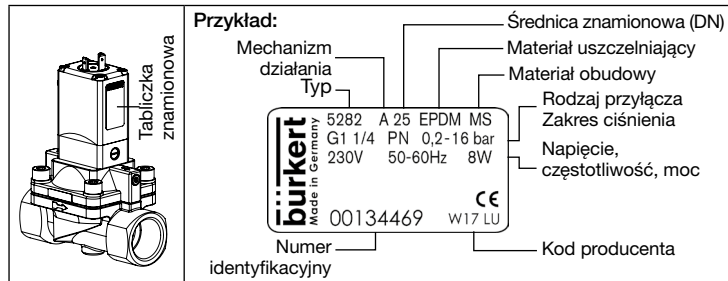 Tabliczka
znamionowa
Przykład:
Średnica znamionowa (DN)
Mechanizm
działania
Materiał uszczelniający
Typ
Materiał obudowy
Rodzaj przyłącza
Zakres ciśnienia
Napięcie,
częstotliwość, moc
burkert
Made in Germany
5282 A 25 EPDM MS
G1 1/4 PN 0,2-16 bar
230V 50-60Hz 8W
CE
00134469 W17 LU
Numer
identyfikacyjny
Kod producenta